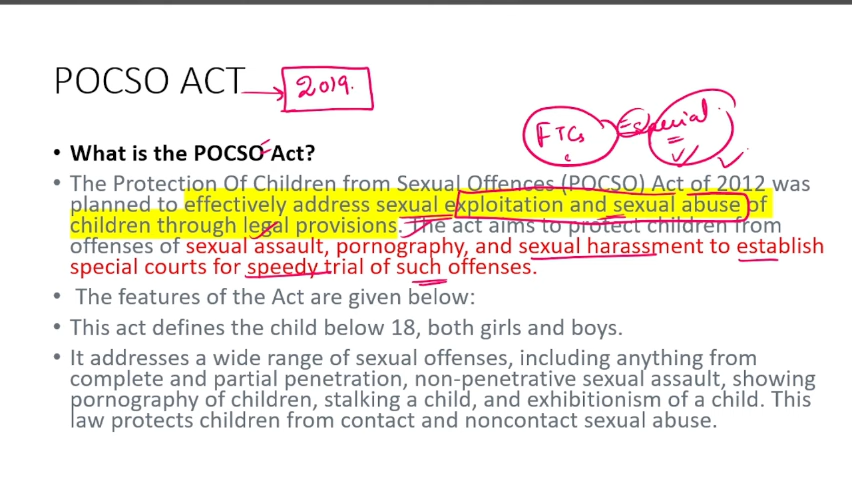 POCSO ACT
2019.
FTCs
Special
• What is the POCSO Act?
• The Protection Of Children from Sexual Offences (POCSO) Act of 2012 was
planned to effectively address sexual exploitation and sexual abuse of
children through legal provisions. The act aims to protect children from
offenses of sexual assault, pornography, and sexual harassment to establish
special courts for speedy trial of such offenses.
• The features of the Act are given below:
• This act defines the child below 18, both girls and boys.
• It addresses a wide range of sexual offenses, including anything from
complete and partial penetration, non-penetrative sexual assault, showing
pornography of children, stalking a child, and exhibitionism of a child. This
law protects children from contact and noncontact sexual abuse.